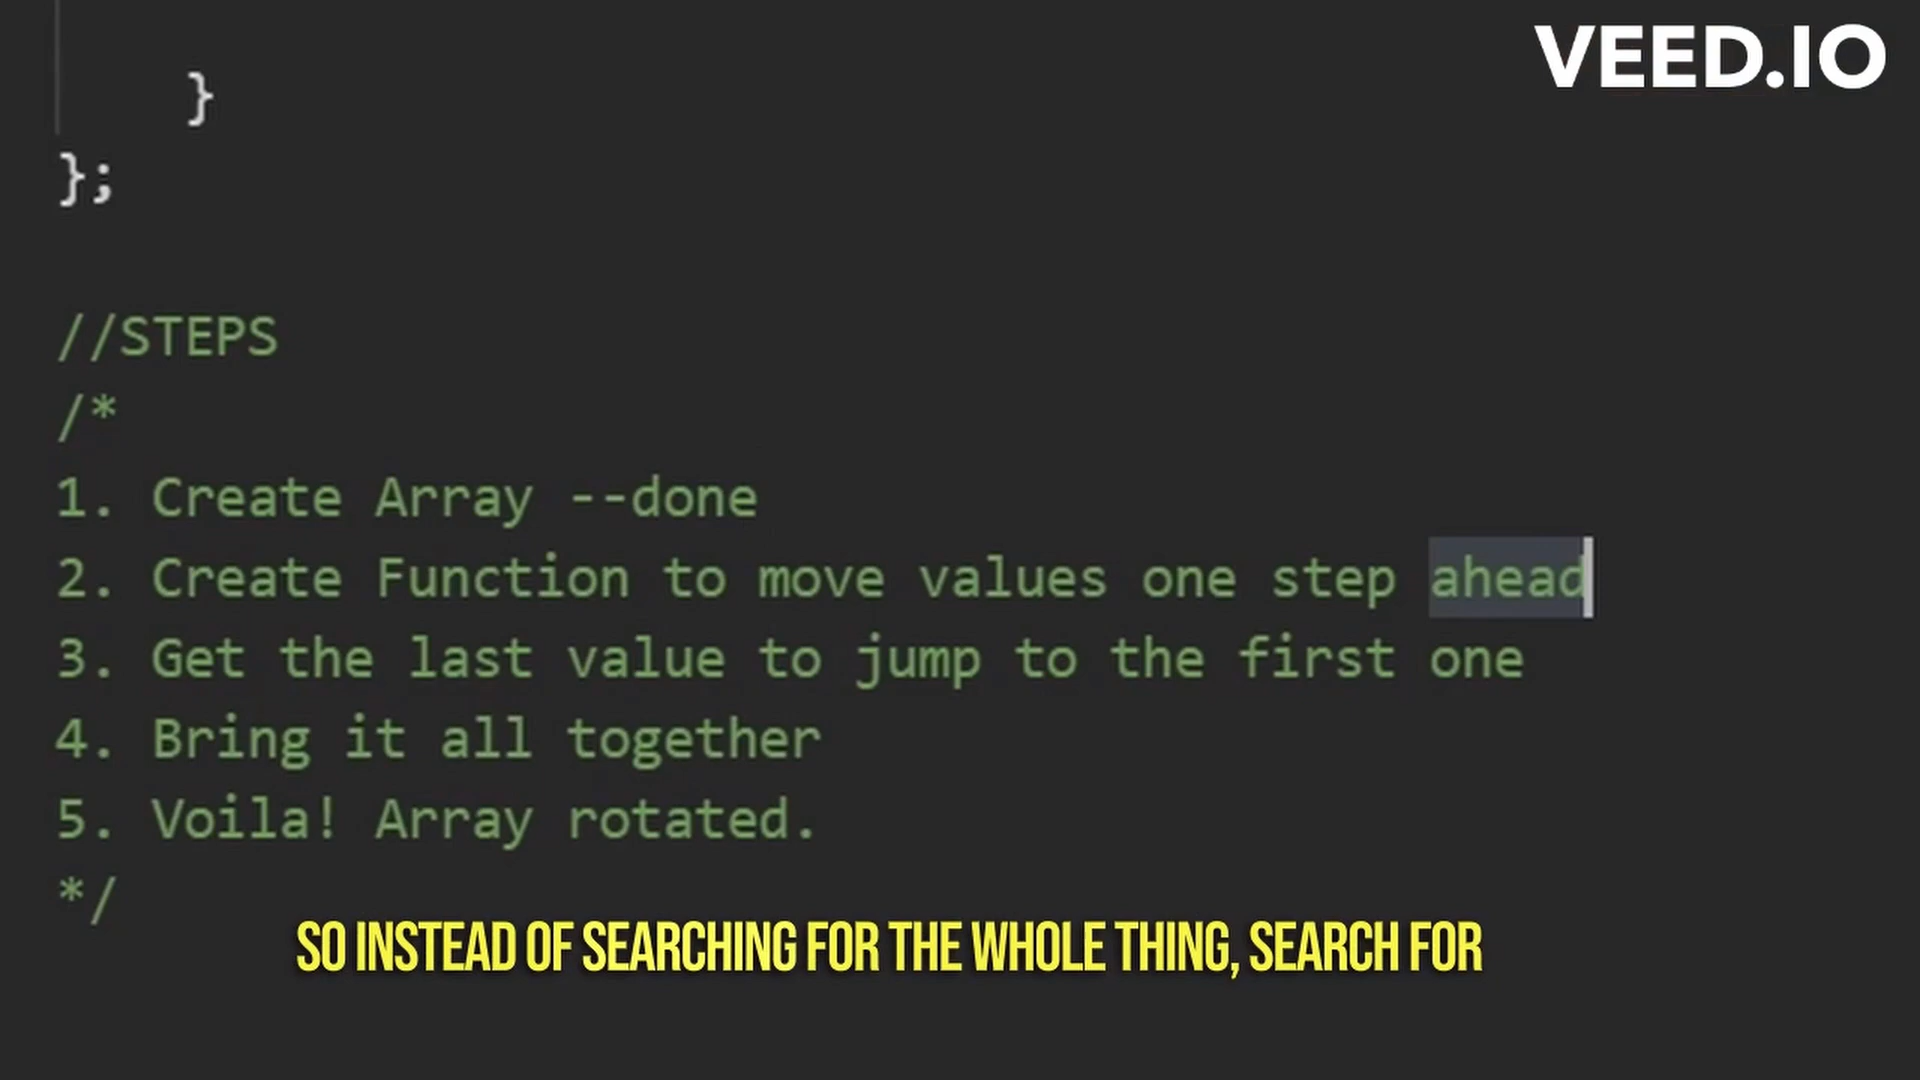 VEED.IO
}
};
//STEPS
/*
1. Create Array --done
2. Create Function to move values one step ahead
3. Get the last value to jump to the first one
4. Bring it all together
5. Voila! Array rotated.
*/
SO INSTEAD OF SEARCHING FOR THE WHOLE THING, SEARCH FOR